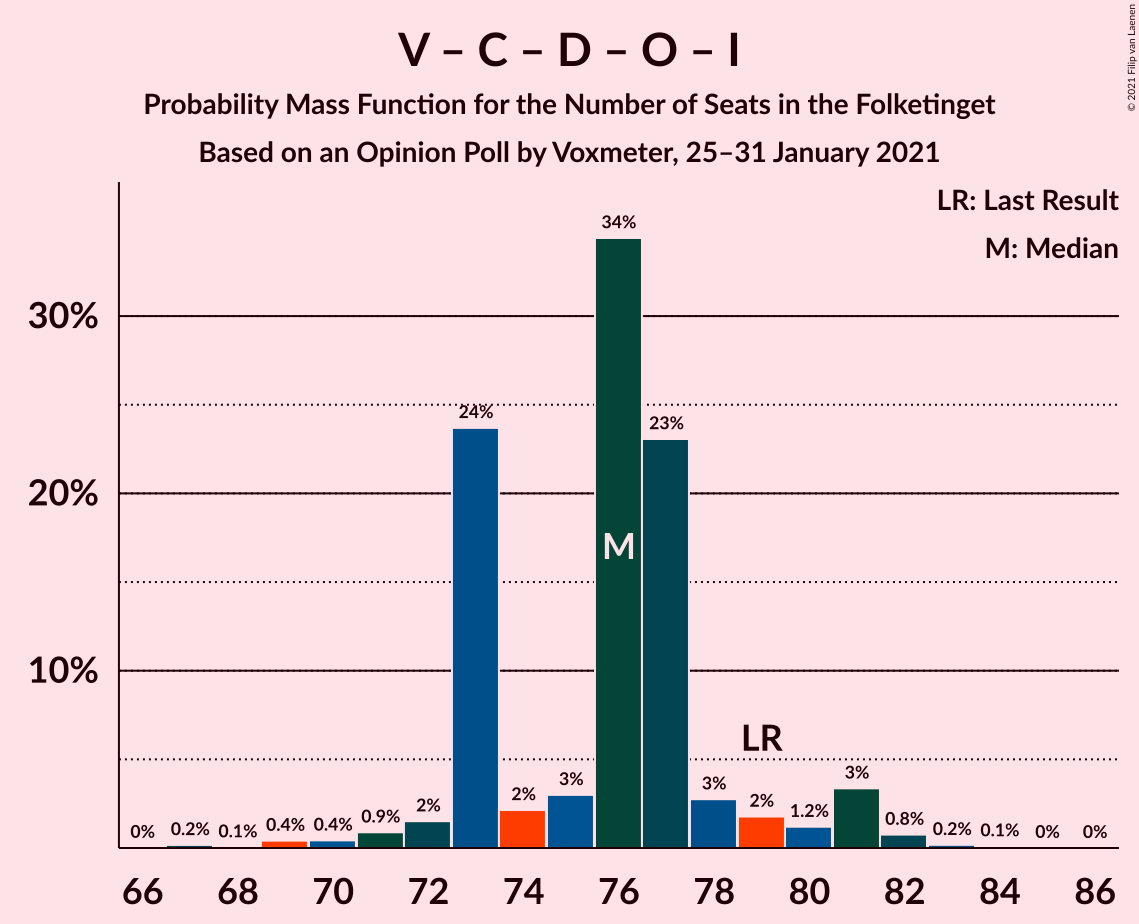 V – C – D – O – I
Probability Mass Function for the Number of Seats in the Folketinget
Based on an Opinion Poll by Voxmeter, 25–31 January 2021
© 2021 Filip van Laenen
LR: Last Result
M: Median
30%
20%
10%
0%
0.2%
0.1%
0.4%
0.4%
0.9%
2%
24%
2%
3%
34%
23%
3%
2%
1.2%
3%
0.8%
0.2%
0.1%
0%
0%
M
LR
66 68 70 72 74 76 78 80 82 84 86